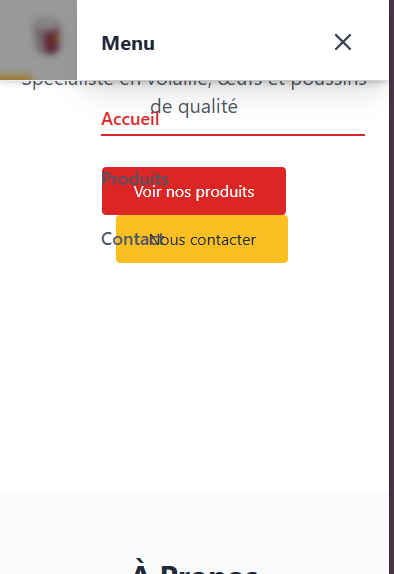 Menu
Spécialiste en volaille, œufs et poussins
de qualité
Accueil
Produits
Voir nos produits
Contact
Nous contacter
À Propos